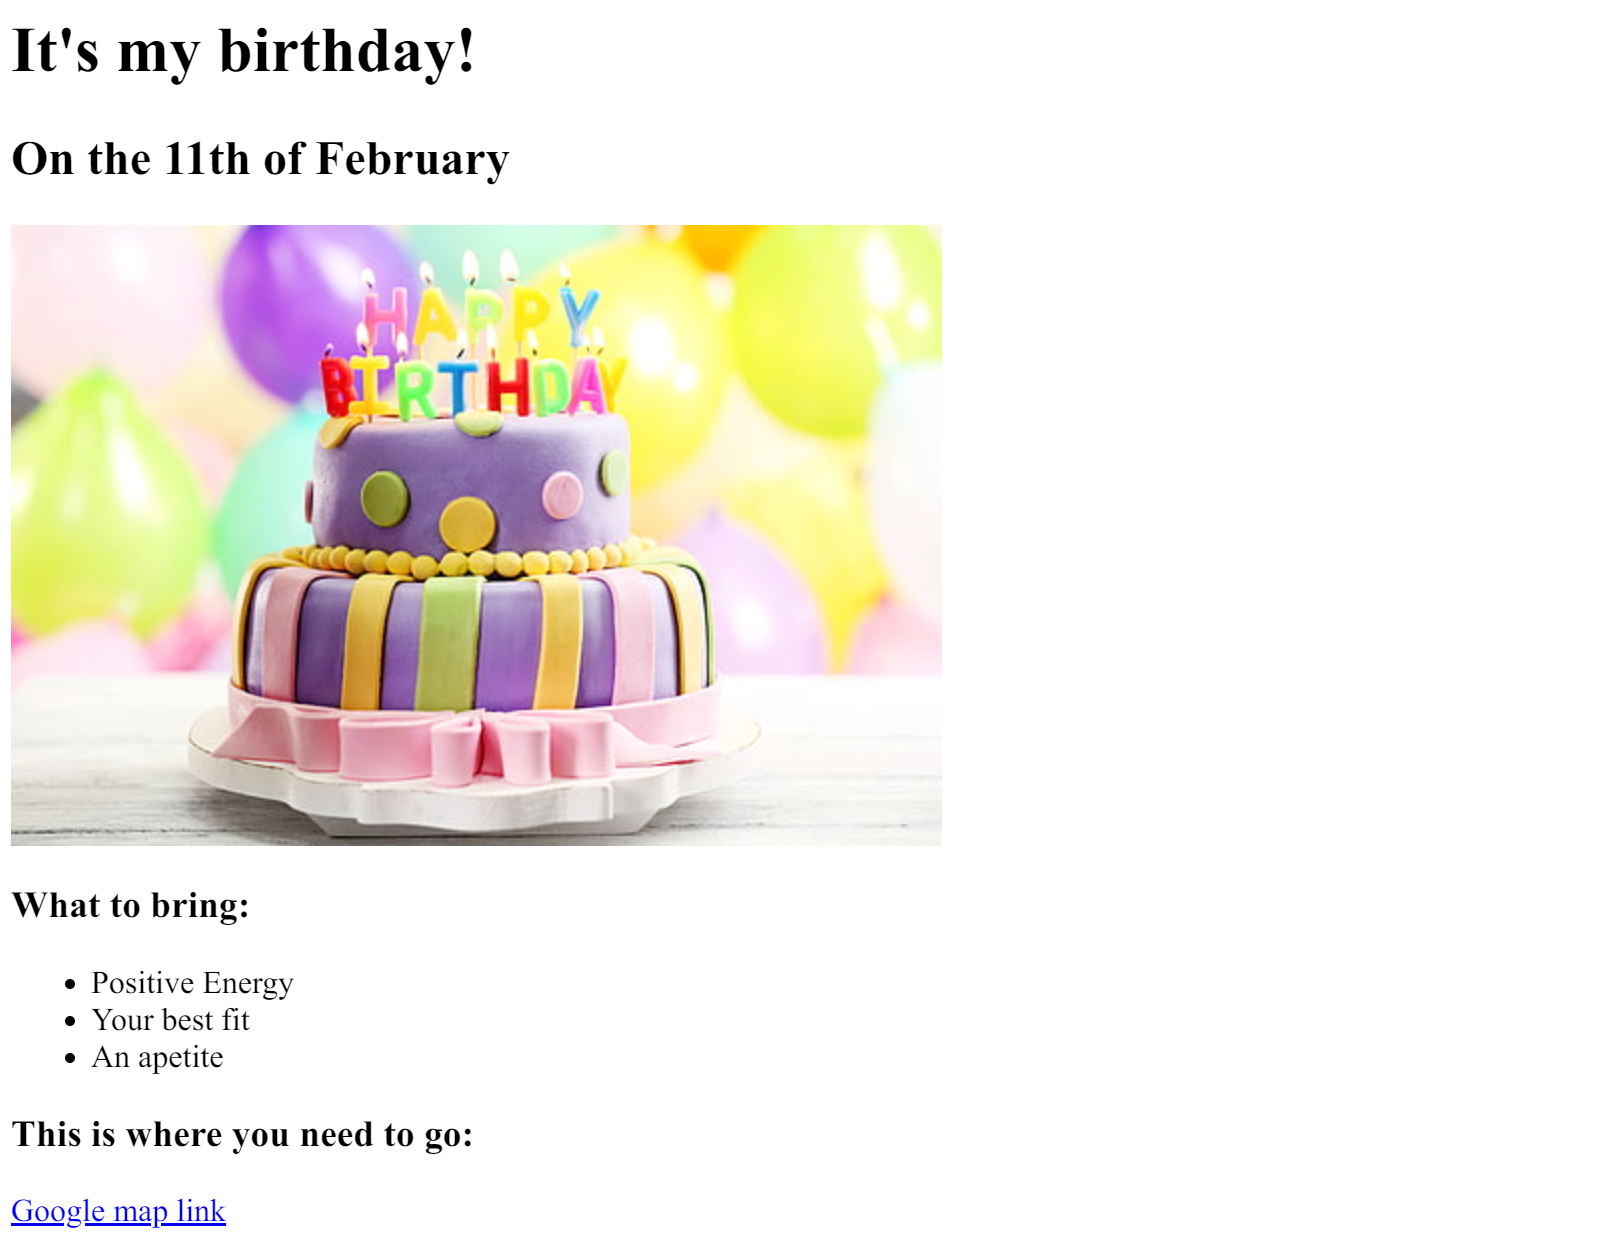 It's my birthday!
On the 11th of February
HAPPY
BIRTHDAY
What to bring:
Positive Energy
Your best fit
An apetite
This is where you need to go:
Google map link